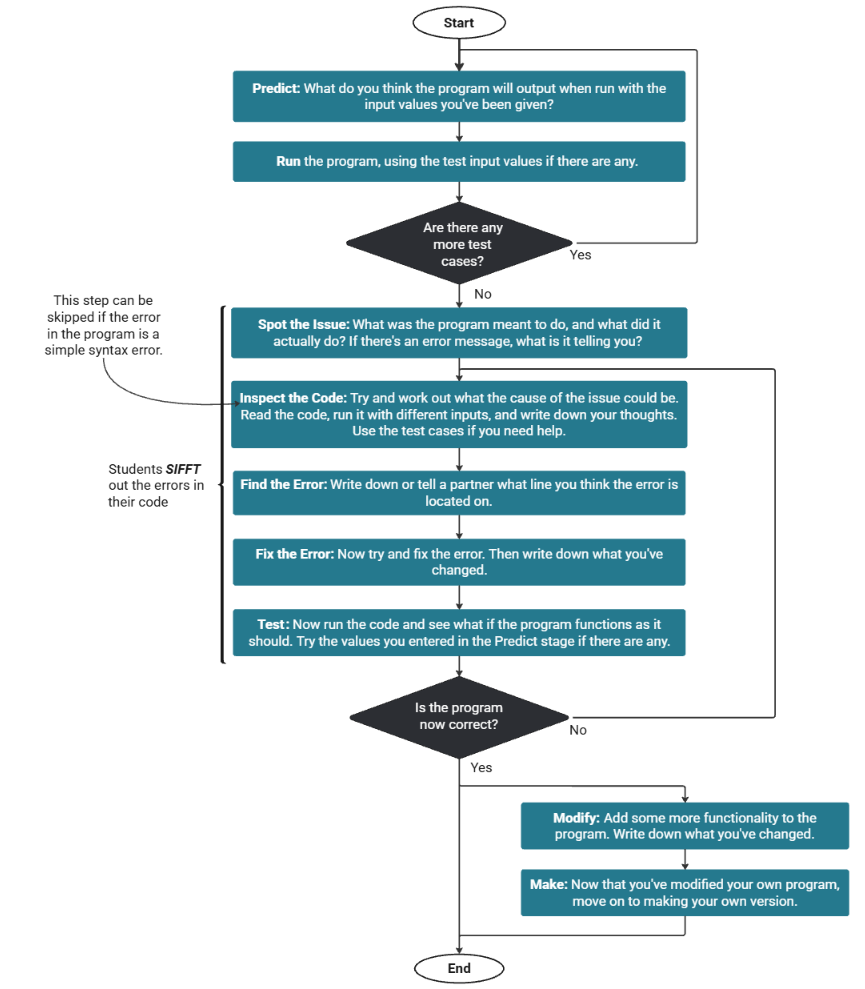 Start
Predict: What do you think the program will output when run with the
input values you've been given?
Run the program, using the test input values if there are any.
Are there any
more test
cases?
Yes
No
This step can be
skipped if the error
in the program is a
simple syntax error.
Spot the Issue: What was the program meant to do, and what did it
actually do? If there's an error message, what is it telling you?
Inspect the Code: Try and work out what the cause of the issue could be.
Read the code, run it with different inputs, and write down your thoughts.
Use the test cases if you need help.
Students SIFFT
out the errors in
their code
Find the Error: Write down or tell a partner what line you think the error is
located on.
Fix the Error: Now try and fix the error. Then write down what you've
changed.
Test: Now run the code and see what if the program functions as it
should. Try the values you entered in the Predict stage if there are any.
Is the program
now correct?
No
Yes
Modify: Add some more functionality to the
program. Write down what you've changed.
Make: Now that you've modified your own program,
move on to making your own version.
End